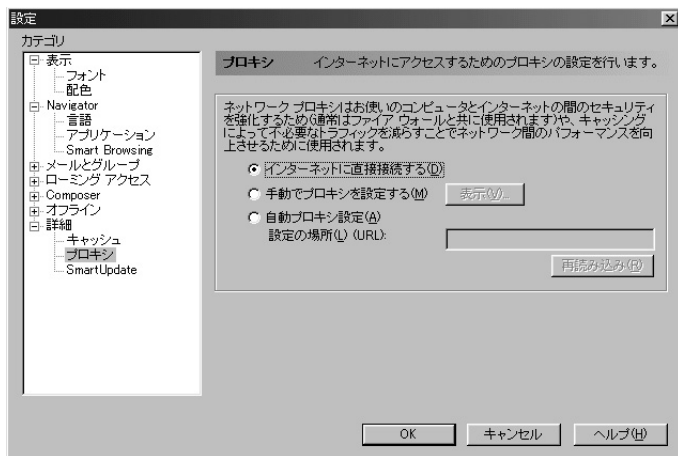 設定
カテゴリ
表示
フォント
配色
Navigator
言語
アプリケーション
Smart Browsing
メールとグループ
ローミング アクセス
Composer
オフライン
詳細
キャッシュ
プロキシ
SmartUpdate
プロキシ インターネットにアクセスするためのプロキシの設定を行います。
ネットワーク プロキシはお使いのコンピュータとインターネットの間のセキュリティ
を強化するため(通常はファイア ウォールと共に使用されます)や、キャッシング
によって不必要なトラフィックを減らすことでネットワーク間のパフォーマンスを向
上させるために使用されます。
インターネットに直接接続する(D)
手動でプロキシを設定する(M) 表示(V)...
自動プロキシ設定(A)
設定の場所(L) (URL):
再読み込み(R)
OK キャンセル ヘルプ(H)